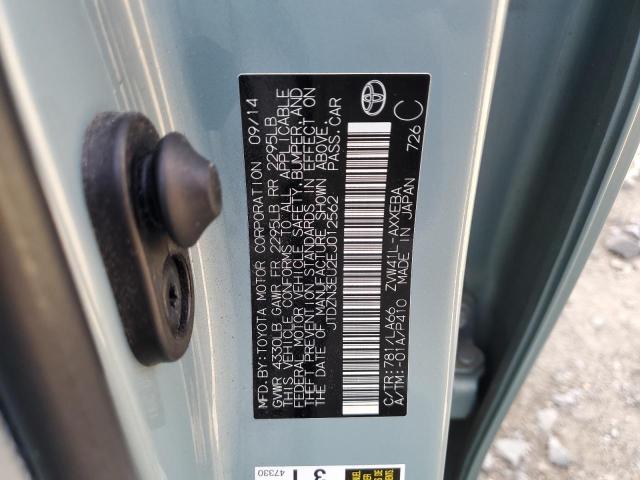 MFD.BY:TOYOTA MOTOR CORPORATION 09/14
GVWR 4330LB GAWR FR 2295LB RR 2295LB
THIS VEHICLE CONFORMS TO ALL APPLICABLE
FEDERAL MOTOR VEHICLE SAFETY, BUMPER, AND
THEFT PREVENTION STANDARDS IN EFFECT ON
THE DATE OF MANUFACTURE SHOWN ABOVE.
JTD2N3EU2EJ012562 PASS.CAR
C/TR:781/LA66 ZVW41L-AXXEBA
A/TM:-01A/P410 MADE IN JAPAN 726 C
47330